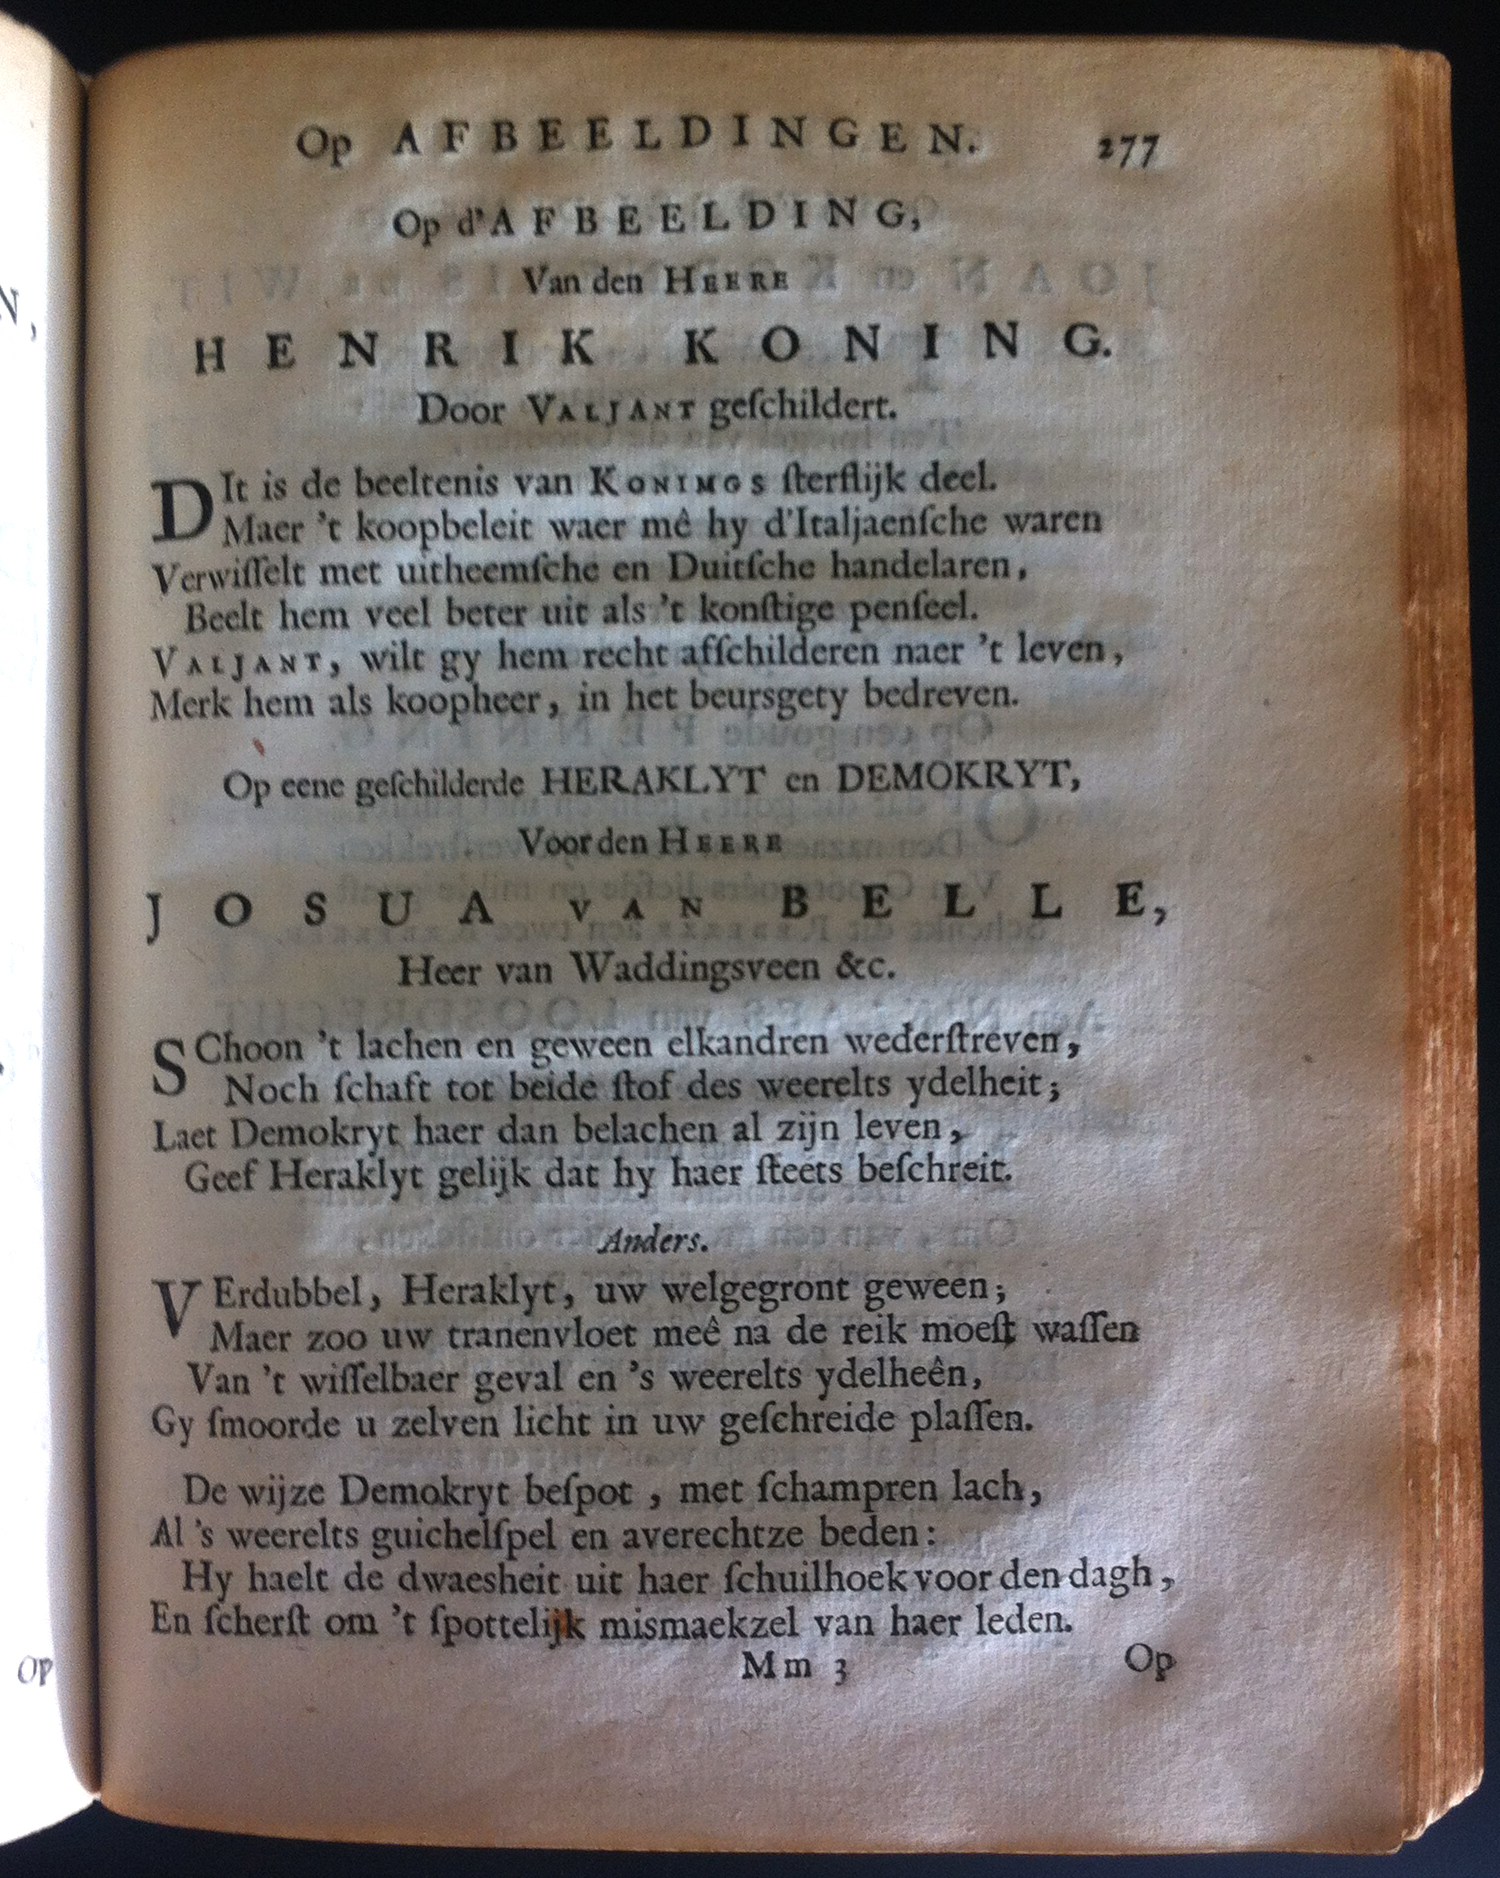 Op AFBEELDINGEN. 277
Op d'AFBEELDING,
Van den HEERE
HENRIK KONING.
Door VALJANT geſchildert.
DIt is de beeltenis van KONIMGS ſterflijk deel.
Maer 't koopbeleit waer mê hy d'Italjaenſche waren
Verwiſſelt met uitheemſche en Duitſche handelaren,
Beelt hem veel beter uit als 't konſtige penſeel.
VALJANT, wilt gy hem recht afſchilderen naer 't leven,
Merk hem als koopheer, in het beursgety bedreven.
Op eene geſchilderde HERAKLYT en DEMOKRYT,
Voor den HEERE
JOSUA VAN BELLE,
Heer van Waddingsveen &c.
SChoon 't lachen en geween elkandren wederſtreven,
Noch ſchaft tot beide ſtof des weerelts ydelheit;
Laet Demokryt haer dan belachen al zijn leven,
Geef Heraklyt gelijk dat hy haer ſteets beſchreit.
Anders.
VErdubbel, Heraklyt, uw welgegront geween;
Maer zoo uw tranenvloet meê na de reik moeſt waſſen
Van 't wiſſelbaer geval en 's weerelts ydelheên,
Gy ſmoorde u zelven licht in uw geſchreide plaſſen.
De wijze Demokryt beſpot, met ſchampren lach,
Al 's weerelts guichelſpel en averechtze beden:
Hy haelt de dwaesheit uit haer ſchuilhoek voor den dagh,
En ſcherſt om 't ſpottelijk mismaekzel van haer leden.
Mm 3 Op
N,
Op